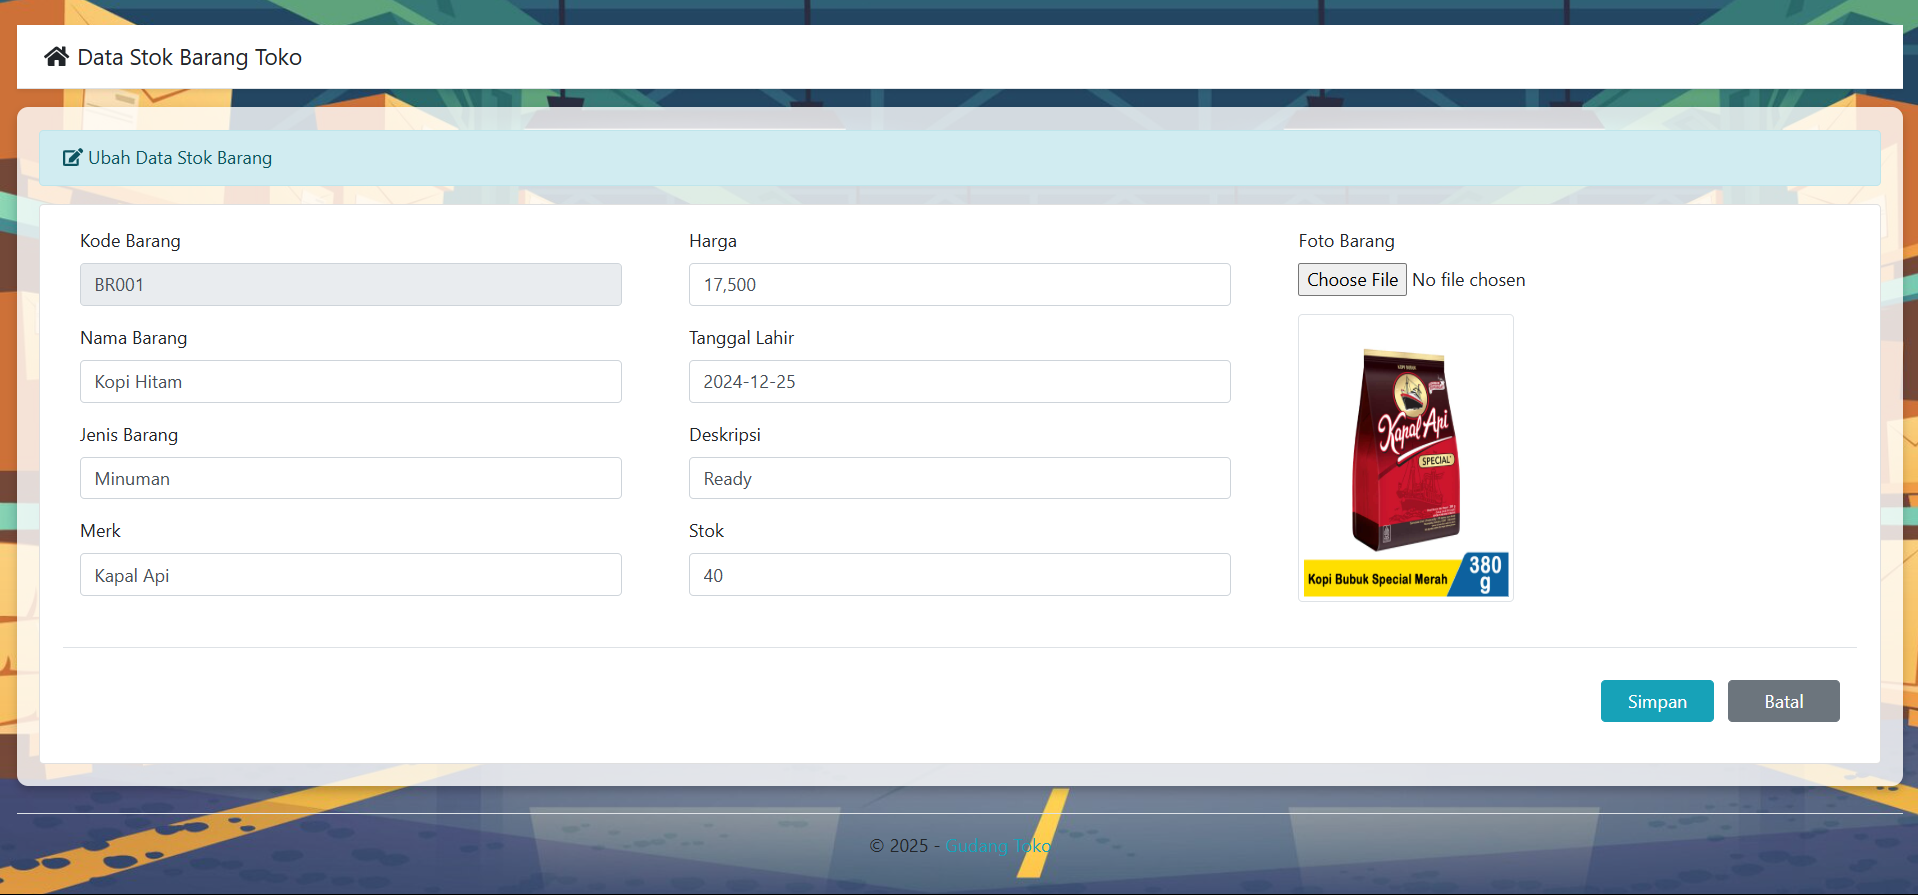 Data Stok Barang Toko
Ubah Data Stok Barang
Kode Barang
BR001
Nama Barang
Kopi Hitam
Jenis Barang
Minuman
Merk
Kapal Api
Harga
17,500
Tanggal Lahir
2024-12-25
Deskripsi
Ready
Stok
40
Foto Barang
Choose File No file chosen
Kapal Api
SPECIAL
Kopi Bubuk Special Merah
380
g
Simpan
Batal
© 2025 - Gudang Toko